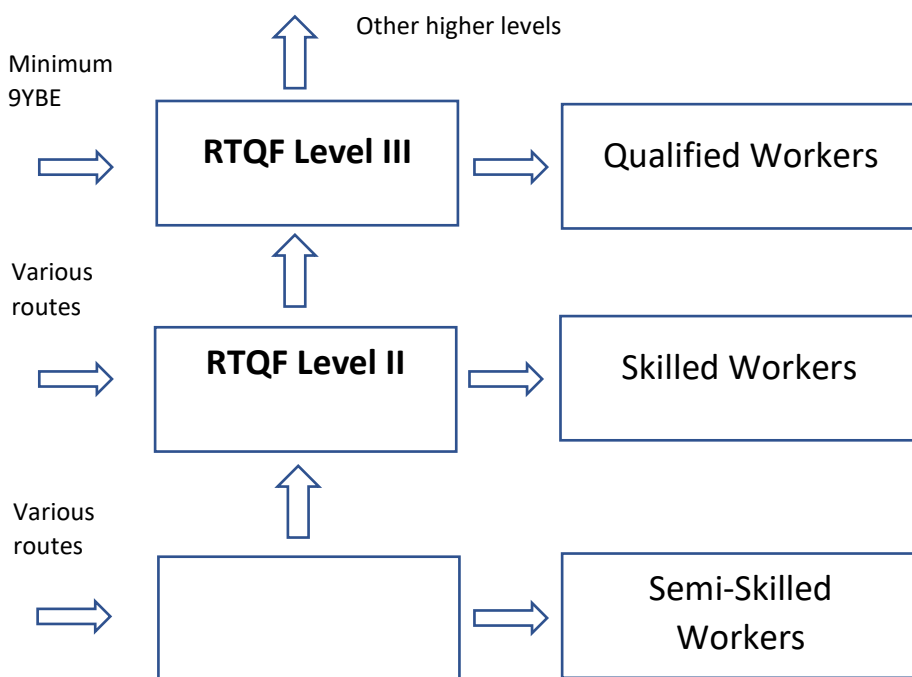 Other higher levels
Minimum
9YBE
RTQF Level III
Qualified Workers
Various
routes
RTQF Level II
Skilled Workers
Various
routes
Semi-Skilled
Workers